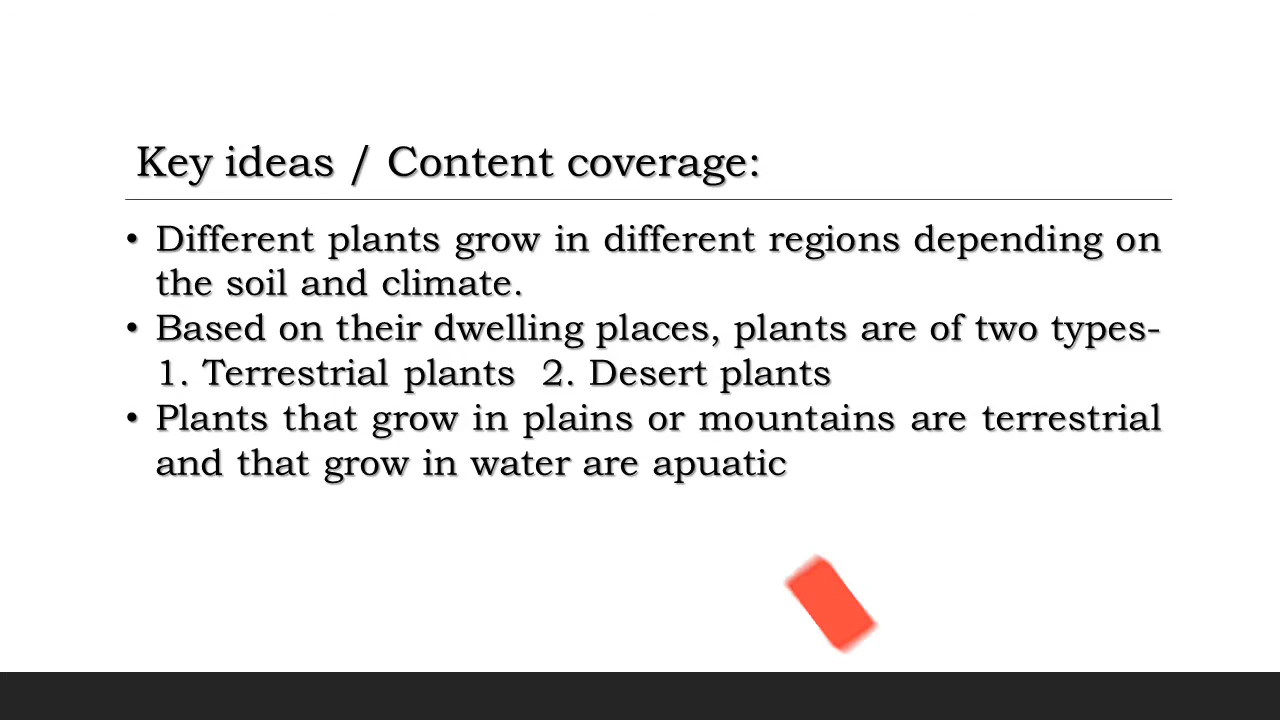 Key ideas / Content coverage:
• Different plants grow in different regions depending on
the soil and climate.
• Based on their dwelling places, plants are of two types-
1. Terrestrial plants  2. Desert plants
• Plants that grow in plains or mountains are terrestrial
and that grow in water are apuatic